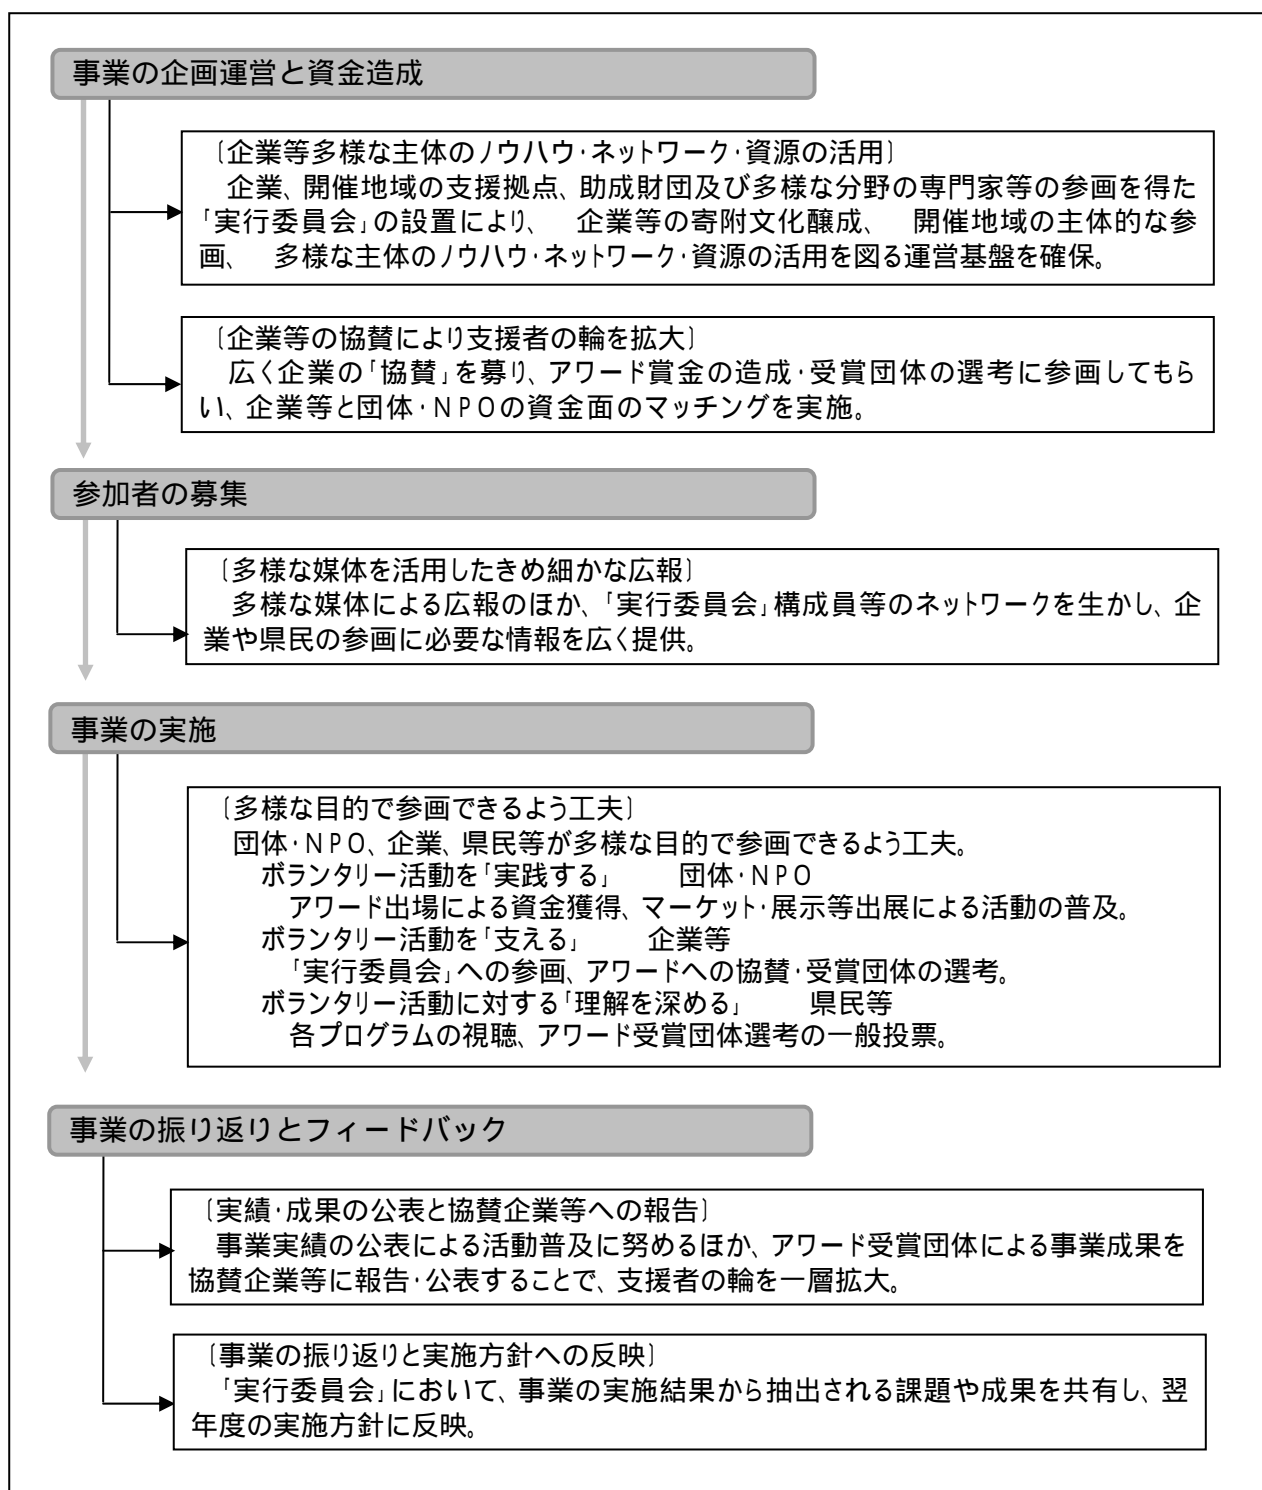 事業の企画運営と資金造成
〔企業等多様な主体のノウハウ・ネットワーク・資源の活用〕
企業、開催地域の支援拠点、助成財団及び多様な分野の専門家等の参画を得た
「実行委員会」の設置により、 企業等の寄附文化醸成、 開催地域の主体的な参
画、 多様な主体のノウハウ・ネットワーク・資源の活用を図る運営基盤を確保。
〔企業等の協賛により支援者の輪を拡大〕
広く企業の「協賛」を募り、アワード賞金の造成・受賞団体の選考に参画してもら
い、企業等と団体・NPOの資金面のマッチングを実施。
参加者の募集
〔多様な媒体を活用したきめ細かな広報〕
多様な媒体による広報のほか、「実行委員会」構成員等のネットワークを生かし、企
業や県民の参画に必要な情報を広く提供。
事業の実施
〔多様な目的で参画できるよう工夫〕
団体・NPO、企業、県民等が多様な目的で参画できるよう工夫。
ボランタリー活動を「実践する」 団体・NPO
アワード出場による資金獲得、マーケット・展示等出展による活動の普及。
ボランタリー活動を「支える」 企業等
「実行委員会」への参画、アワードへの協賛・受賞団体の選考。
ボランタリー活動に対する「理解を深める」 県民等
各プログラムの視聴、アワード受賞団体選考の一般投票。
事業の振り返りとフィードバック
〔実績・成果の公表と協賛企業等への報告〕
事業実績の公表による活動普及に努めるほか、アワード受賞団体による事業成果を
協賛企業等に報告・公表することで、支援者の輪を一層拡大。
〔事業の振り返りと実施方針への反映〕
「実行委員会」において、事業の実施結果から抽出される課題や成果を共有し、翌
年度の実施方針に反映。